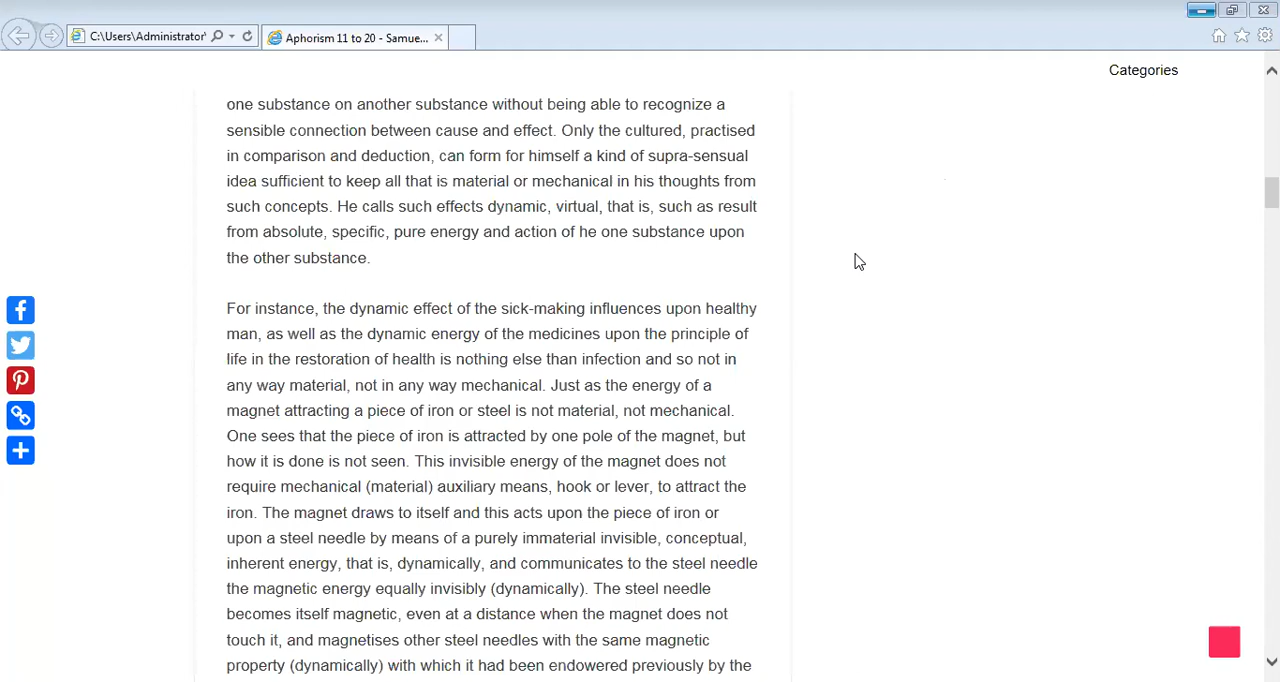 C:\Users\Administrator'
Aphorism 11 to 20 - Samue...
Categories
one substance on another substance without being able to recognize a
sensible connection between cause and effect. Only the cultured, practised
in comparison and deduction, can form for himself a kind of supra-sensual
idea sufficient to keep all that is material or mechanical in his thoughts from
such concepts. He calls such effects dynamic, virtual, that is, such as result
from absolute, specific, pure energy and action of he one substance upon
the other substance.
For instance, the dynamic effect of the sick-making influences upon healthy
man, as well as the dynamic energy of the medicines upon the principle of
life in the restoration of health is nothing else than infection and so not in
any way material, not in any way mechanical. Just as the energy of a
magnet attracting a piece of iron or steel is not material, not mechanical.
One sees that the piece of iron is attracted by one pole of the magnet, but
how it is done is not seen. This invisible energy of the magnet does not
require mechanical (material) auxiliary means, hook or lever, to attract the
iron. The magnet draws to itself and this acts upon the piece of iron or
upon a steel needle by means of a purely immaterial invisible, conceptual,
inherent energy, that is, dynamically, and communicates to the steel needle
the magnetic energy equally invisibly (dynamically). The steel needle
becomes itself magnetic, even at a distance when the magnet does not
touch it, and magnetises other steel needles with the same magnetic
property (dynamically) with which it had been endowered previously by the